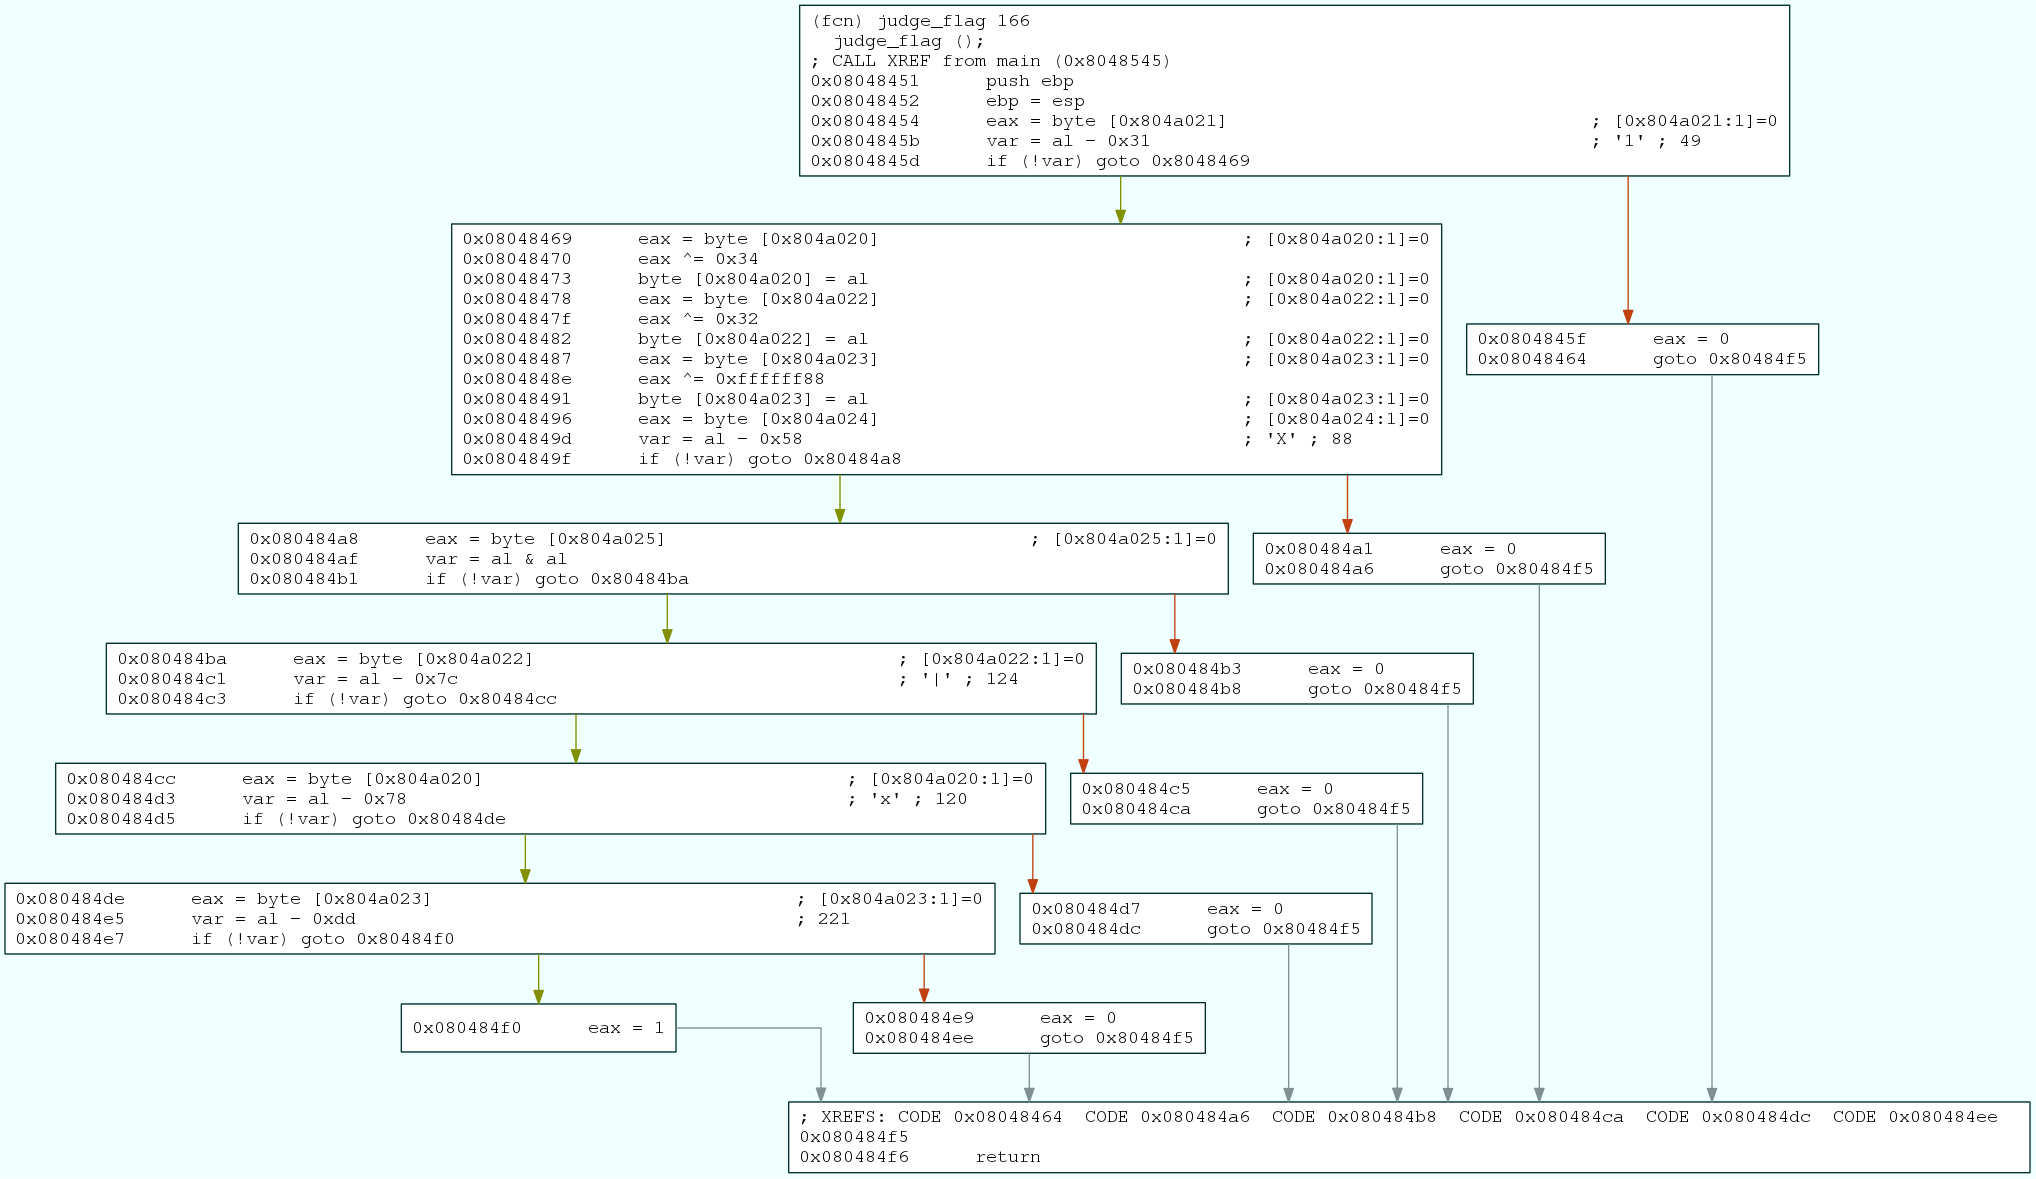 (fcn) judge_flag 166
judge_flag ();
; CALL XREF from main (0x8048545)
0x08048451 push ebp
0x08048452 ebp = esp
0x08048454 eax = byte [0x804a021] ; [0x804a021:1]=0
0x0804845b var = al - 0x31 ; '1' ; 49
0x0804845d if (!var) goto 0x8048469
0x08048469 eax = byte [0x804a020] ; [0x804a020:1]=0
0x08048470 eax ^= 0x34
0x08048473 byte [0x804a020] = al ; [0x804a020:1]=0
0x08048478 eax = byte [0x804a022] ; [0x804a022:1]=0
0x0804847f eax ^= 0x32
0x08048482 byte [0x804a022] = al ; [0x804a022:1]=0
0x08048487 eax = byte [0x804a023] ; [0x804a023:1]=0
0x0804848e eax ^= 0xffffff88
0x08048491 byte [0x804a023] = al ; [0x804a023:1]=0
0x08048496 eax = byte [0x804a024] ; [0x804a024:1]=0
0x0804849d var = al - 0x58 ; 'X' ; 88
0x0804849f if (!var) goto 0x80484a8
0x0804845f eax = 0
0x08048464 goto 0x80484f5
0x080484a8 eax = byte [0x804a025] ; [0x804a025:1]=0
0x080484af var = al & al
0x080484b1 if (!var) goto 0x80484ba
0x080484a1 eax = 0
0x080484a6 goto 0x80484f5
0x080484ba eax = byte [0x804a022] ; [0x804a022:1]=0
0x080484c1 var = al - 0x7c ; '|' ; 124
0x080484c3 if (!var) goto 0x80484cc
0x080484b3 eax = 0
0x080484b8 goto 0x80484f5
0x080484cc eax = byte [0x804a020] ; [0x804a020:1]=0
0x080484d3 var = al - 0x78 ; 'x' ; 120
0x080484d5 if (!var) goto 0x80484de
0x080484c5 eax = 0
0x080484ca goto 0x80484f5
0x080484de eax = byte [0x804a023] ; [0x804a023:1]=0
0x080484e5 var = al - 0xdd ; 221
0x080484e7 if (!var) goto 0x80484f0
0x080484d7 eax = 0
0x080484dc goto 0x80484f5
0x080484f0 eax = 1
0x080484e9 eax = 0
0x080484ee goto 0x80484f5
; XREFS: CODE 0x08048464 CODE 0x080484a6 CODE 0x080484b8 CODE 0x080484ca CODE 0x080484dc CODE 0x080484ee
0x080484f5
0x080484f6 return